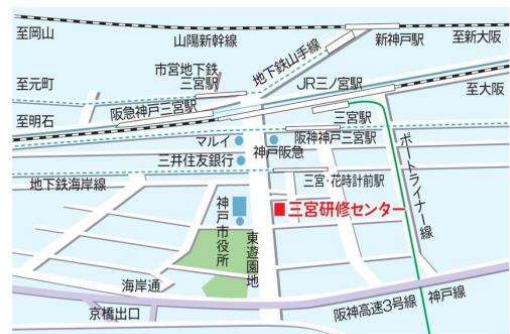 至岡山
山陽新幹線
新神戸駅
至新大阪
地下鉄山手線
市営地下鉄
三宮駅
至元町
JR三ノ宮駅
至大阪
阪急神戸三宮駅
三宮駅
至明石
マルイ
神戸阪急
阪神神戸三宮駅
三井住友銀行
ポートライナー線
地下鉄海岸線
三宮・花時計前駅
三宮研修センター
神戸市役所
東遊園地
海岸通
京橋出口
阪神高速3号線
神戸線